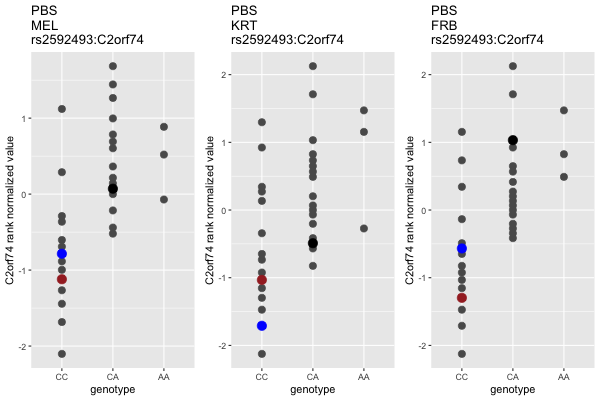 PBS
MEL
rs2592493:C2orf74
C2orf74 rank normalized value
1
0
-1
-2
CC
CA
AA
genotype
PBS
KRT
rs2592493:C2orf74
C2orf74 rank normalized value
2
1
0
-1
-2
CC
CA
AA
genotype
PBS
FRB
rs2592493:C2orf74
C2orf74 rank normalized value
2
1
0
-1
-2
CC
CA
AA
genotype